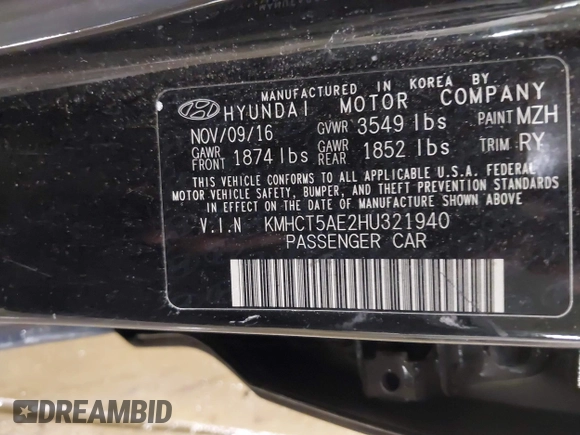 MANUFACTURED IN KOREA BY
HYUNDAI MOTOR COMPANY
NOV/09/16 GVWR 3549 lbs PAINT MZH
GAWR FRONT 1874 lbs GAWR REAR 1852 lbs TRIM RY
THIS VEHICLE CONFORMS TO ALL APPLICABLE U.S.A. FEDERAL
MOTOR VEHICLE SAFETY, BUMPER, AND THEFT PREVENTION STANDARDS
IN EFFECT ON THE DATE OF MANUFACTURE SHOWN ABOVE.
V.I.N KMHCT5AE2HU321940
PASSENGER CAR
DREAMBID